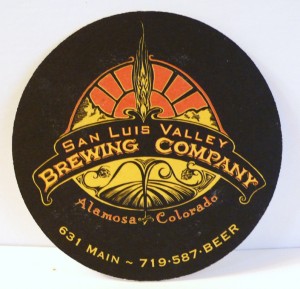 San Luis Valley
Brewing Company
Alamosa Colorado
631 Main ~ 719·587·BEER